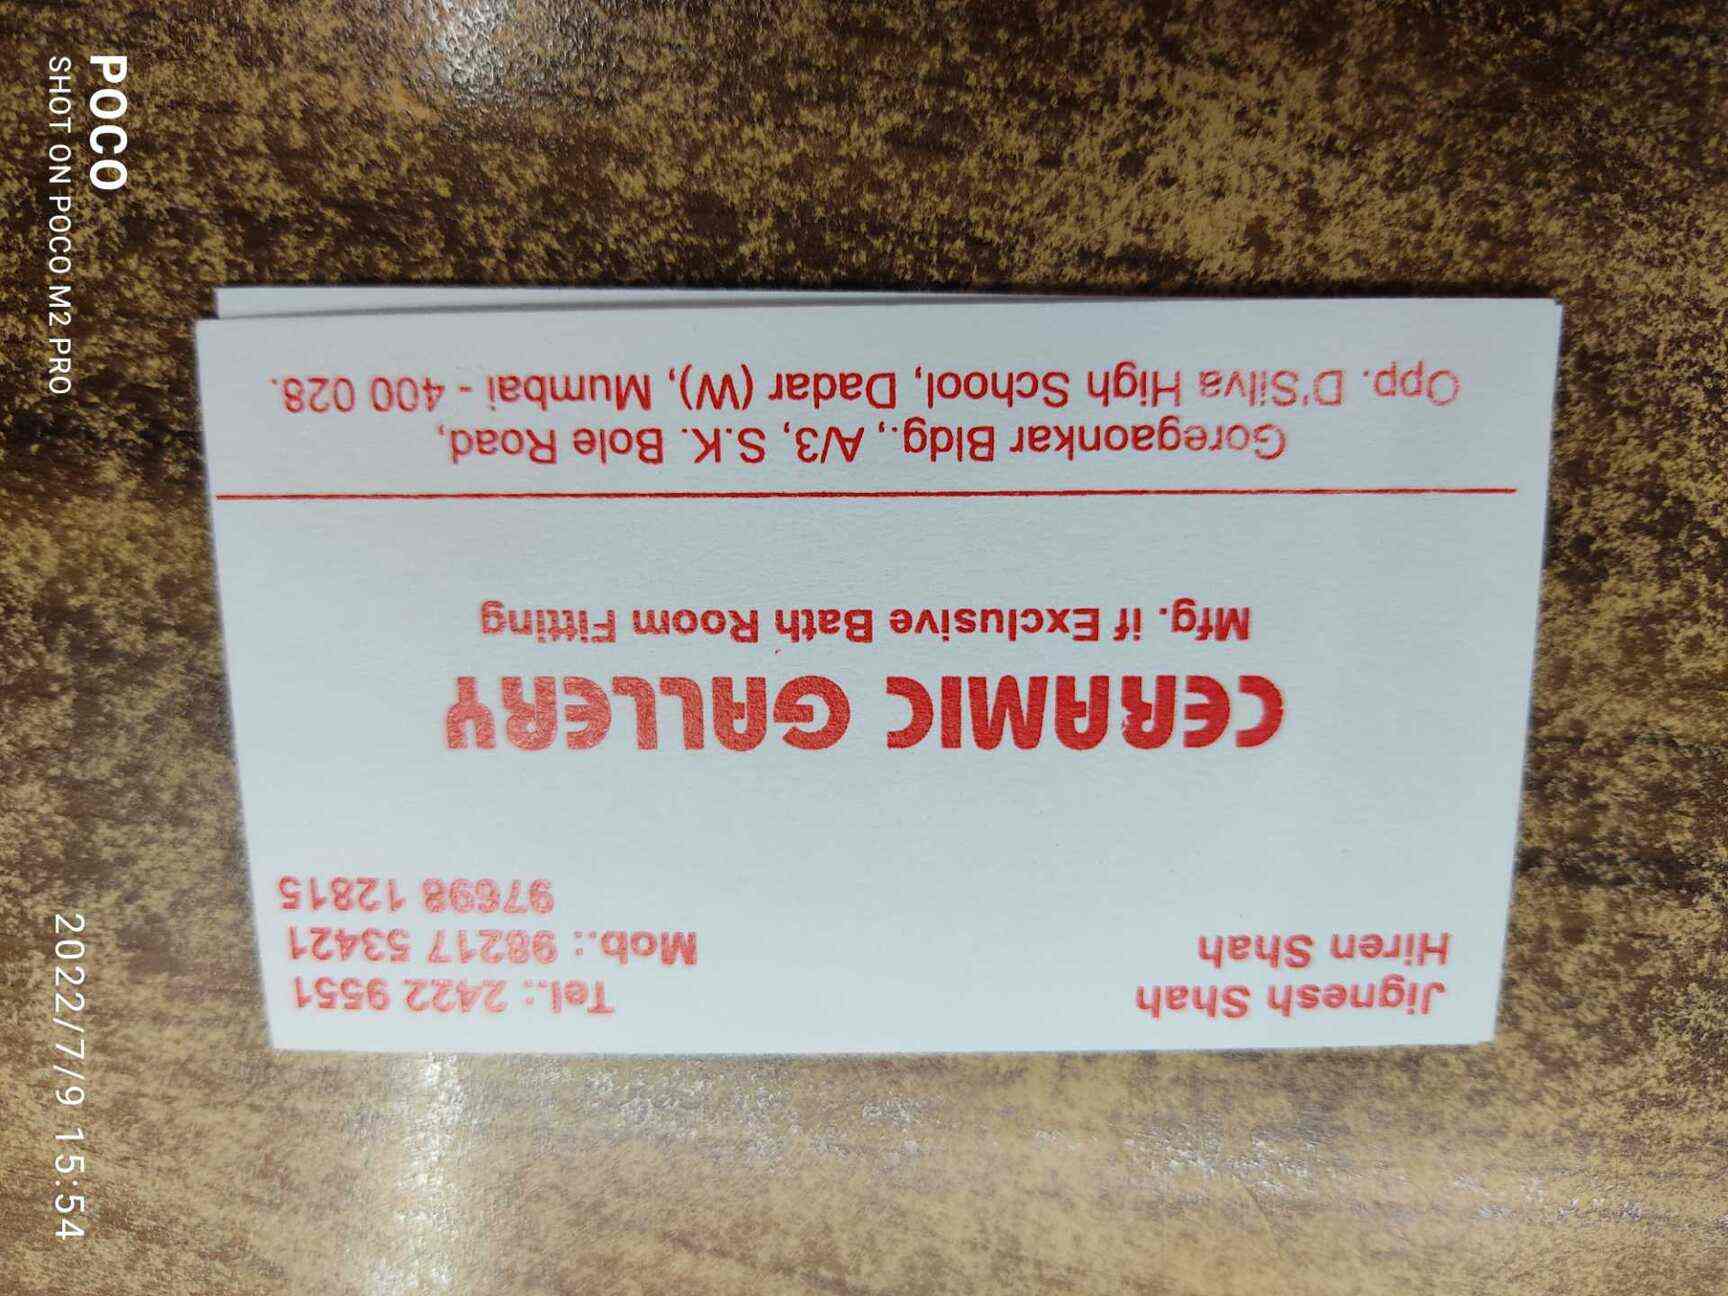 Jignesh Shah
Hiren Shah
Tel.: 2422 9551
Mob.: 98217 53421
97698 12815
CERAMIC GALLERY
Mfg. if Exclusive Bath Room Fitting
Goregaonkar Bldg., A/3, S.K. Bole Road,
Opp. D'Silva High School, Dadar (W), Mumbai - 400 028.
POCO
SHOT ON POCO M2 PRO
2022/7/9 15:54